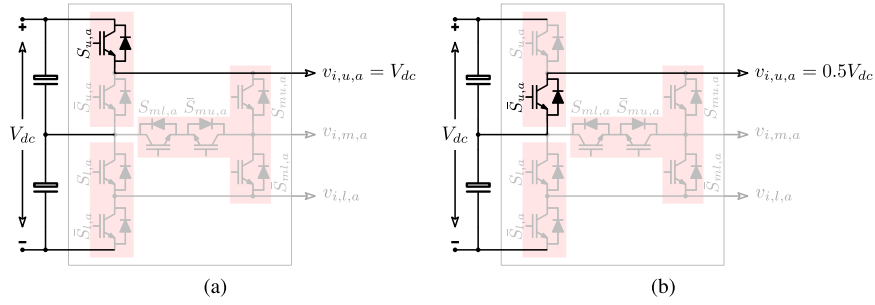 +
S_{u,a}
v_{i,u,a} = V_{dc}
S̄_{u,a}
S_{ml,a} S̄_{mu,a}
S_{mu,a}
V_{dc}
v_{i,m,a}
S_{l,a}
S̄_{ml,a}
v_{i,l,a}
S̄_{l,a}
−
(a)
+
S_{u,a}
v_{i,u,a} = 0.5V_{dc}
S̄_{u,a}
S_{ml,a} S̄_{mu,a}
S_{mu,a}
V_{dc}
v_{i,m,a}
S_{l,a}
S̄_{ml,a}
v_{i,l,a}
S̄_{l,a}
−
(b)